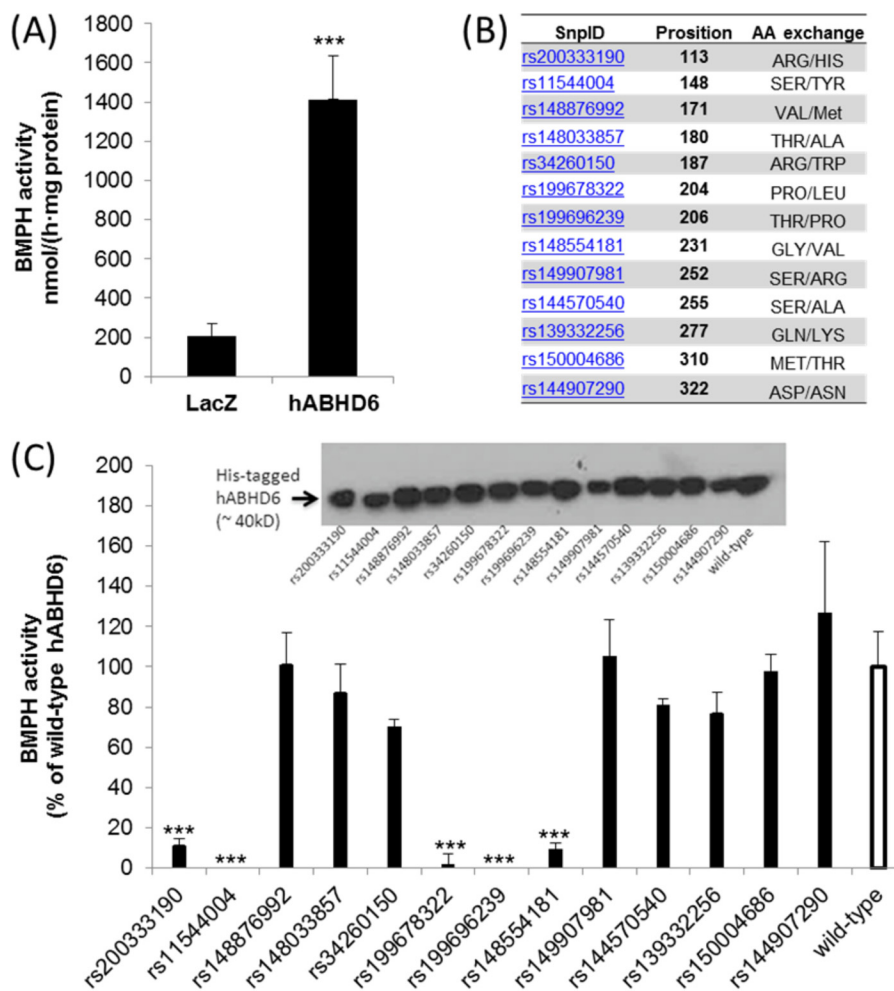 (A)
BMPH activity
nmol/(h·mg protein)
1800
1600
1400
1200
1000
800
600
400
200
0
***
LacZ hABHD6
(B)
SnpID Prosition AA exchange
rs200333190 113 ARG/HIS
rs11544004 148 SER/TYR
rs148876992 171 VAL/Met
rs148033857 180 THR/ALA
rs34260150 187 ARG/TRP
rs199678322 204 PRO/LEU
rs199696239 206 THR/PRO
rs148554181 231 GLY/VAL
rs149907981 252 SER/ARG
rs144570540 255 SER/ALA
rs139332256 277 GLN/LYS
rs150004686 310 MET/THR
rs144907290 322 ASP/ASN
(C)
BMPH activity
(% of wild-type hABHD6)
200
180
160
140
120
100
80
60
40
20
0
His-tagged
hABHD6
(~ 40kD)
rs200333190
rs11544004
rs148876992
rs148033857
rs34260150
rs199678322
rs199696239
rs148554181
rs149907981
rs144570540
rs139332256
rs150004686
rs144907290
wild-type
***
***
***
***
***
rs200333190
rs11544004
rs148876992
rs148033857
rs34260150
rs199678322
rs199696239
rs148554181
rs149907981
rs144570540
rs139332256
rs150004686
rs144907290
wild-type